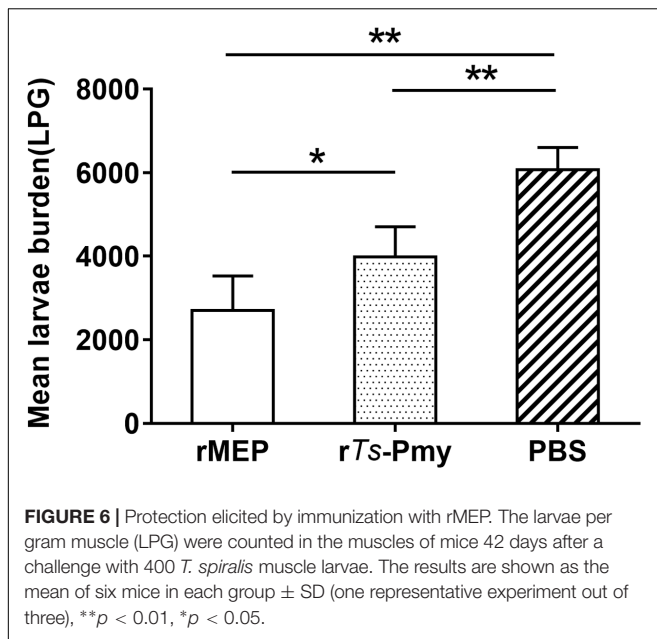 **
**
8000
6000
*
4000
2000
0
Mean larvae burden(LPG)
rMEP rTs-Pmy PBS
FIGURE 6 | Protection elicited by immunization with rMEP. The larvae per
gram muscle (LPG) were counted in the muscles of mice 42 days after a
challenge with 400 T. spiralis muscle larvae. The results are shown as the
mean of six mice in each group ± SD (one representative experiment out of
three), **p < 0.01, *p < 0.05.